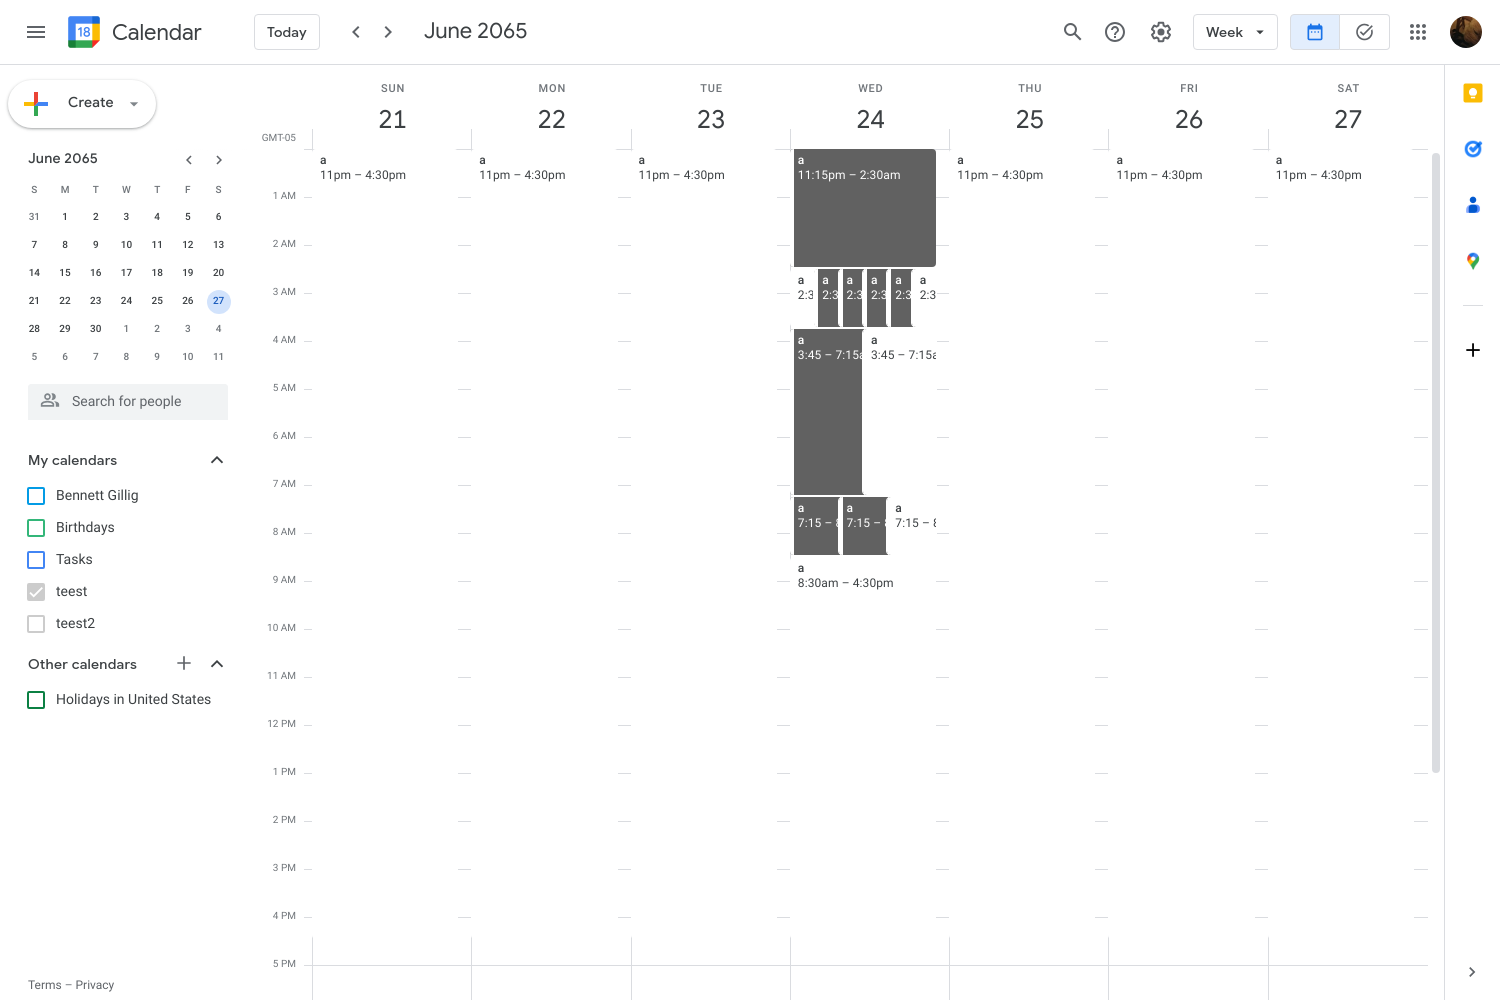 18 Calendar Today June 2065 Week
Create
June 2065
S M T W T F S
31 1 2 3 4 5 6
7 8 9 10 11 12 13
14 15 16 17 18 19 20
21 22 23 24 25 26 27
28 29 30 1 2 3 4
5 6 7 8 9 10 11
Search for people
My calendars
Bennett Gillig
Birthdays
Tasks
teest
teest2
Other calendars
Holidays in United States
Terms – Privacy
SUN MON TUE WED THU FRI SAT
21 22 23 24 25 26 27
GMT-05
a a a a a a a
11pm – 4:30pm 11pm – 4:30pm 11pm – 4:30pm 11:15pm – 2:30am 11pm – 4:30pm 11pm – 4:30pm 11pm – 4:30pm
1 AM
2 AM
a a a a a a
3 AM 2:3 2:3 2:3 2:3 2:3 2:3
4 AM a a
3:45 – 7:15a 3:45 – 7:15a
5 AM
6 AM
7 AM
a a a
7:15 – 8 7:15 – 8 7:15 – 8
8 AM
a
9 AM 8:30am – 4:30pm
10 AM
11 AM
12 PM
1 PM
2 PM
3 PM
4 PM
5 PM